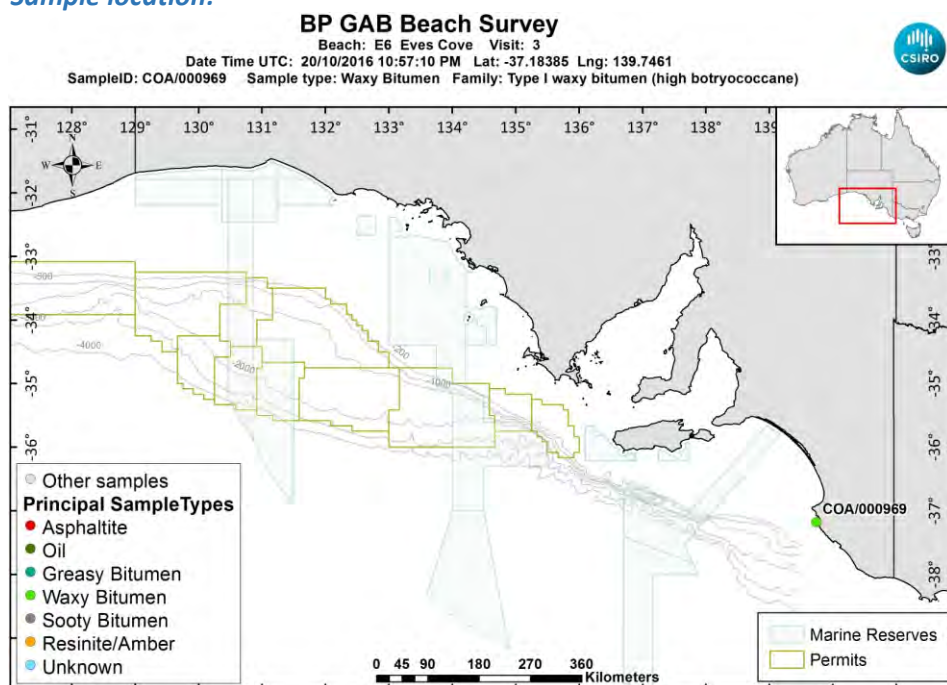 Sample location:
BP GAB Beach Survey
Beach: E6 Eves Cove Visit: 3
Date Time UTC: 20/10/2016 10:57:10 PM Lat: -37.18385 Lng: 139.7461
SampleID: COA/000969 Sample type: Waxy Bitumen Family: Type I waxy bitumen (high botryococcane)
CSIRO
128° 129° 130° 131° 132° 133° 134° 135° 136° 137° 138° 139
-31°
-32°
-33°
-34°
-35°
-36°
-37°
-38°
N
W E
S
-500
-4000
-2000
-200
-1000
-33°
-34°
-35°
-36°
-37°
-38°
COA/000969
Other samples
Principal SampleTypes
Asphaltite
Oil
Greasy Bitumen
Waxy Bitumen
Sooty Bitumen
Resinite/Amber
Unknown
0 45 90 180 270 360
Kilometers
Marine Reserves
Permits